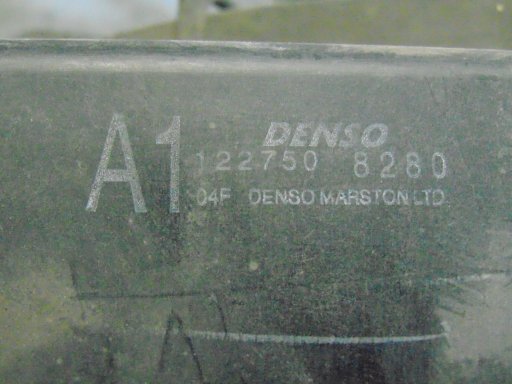 A1 DENSO
122750 8280
04F DENSO MARSTON LTD